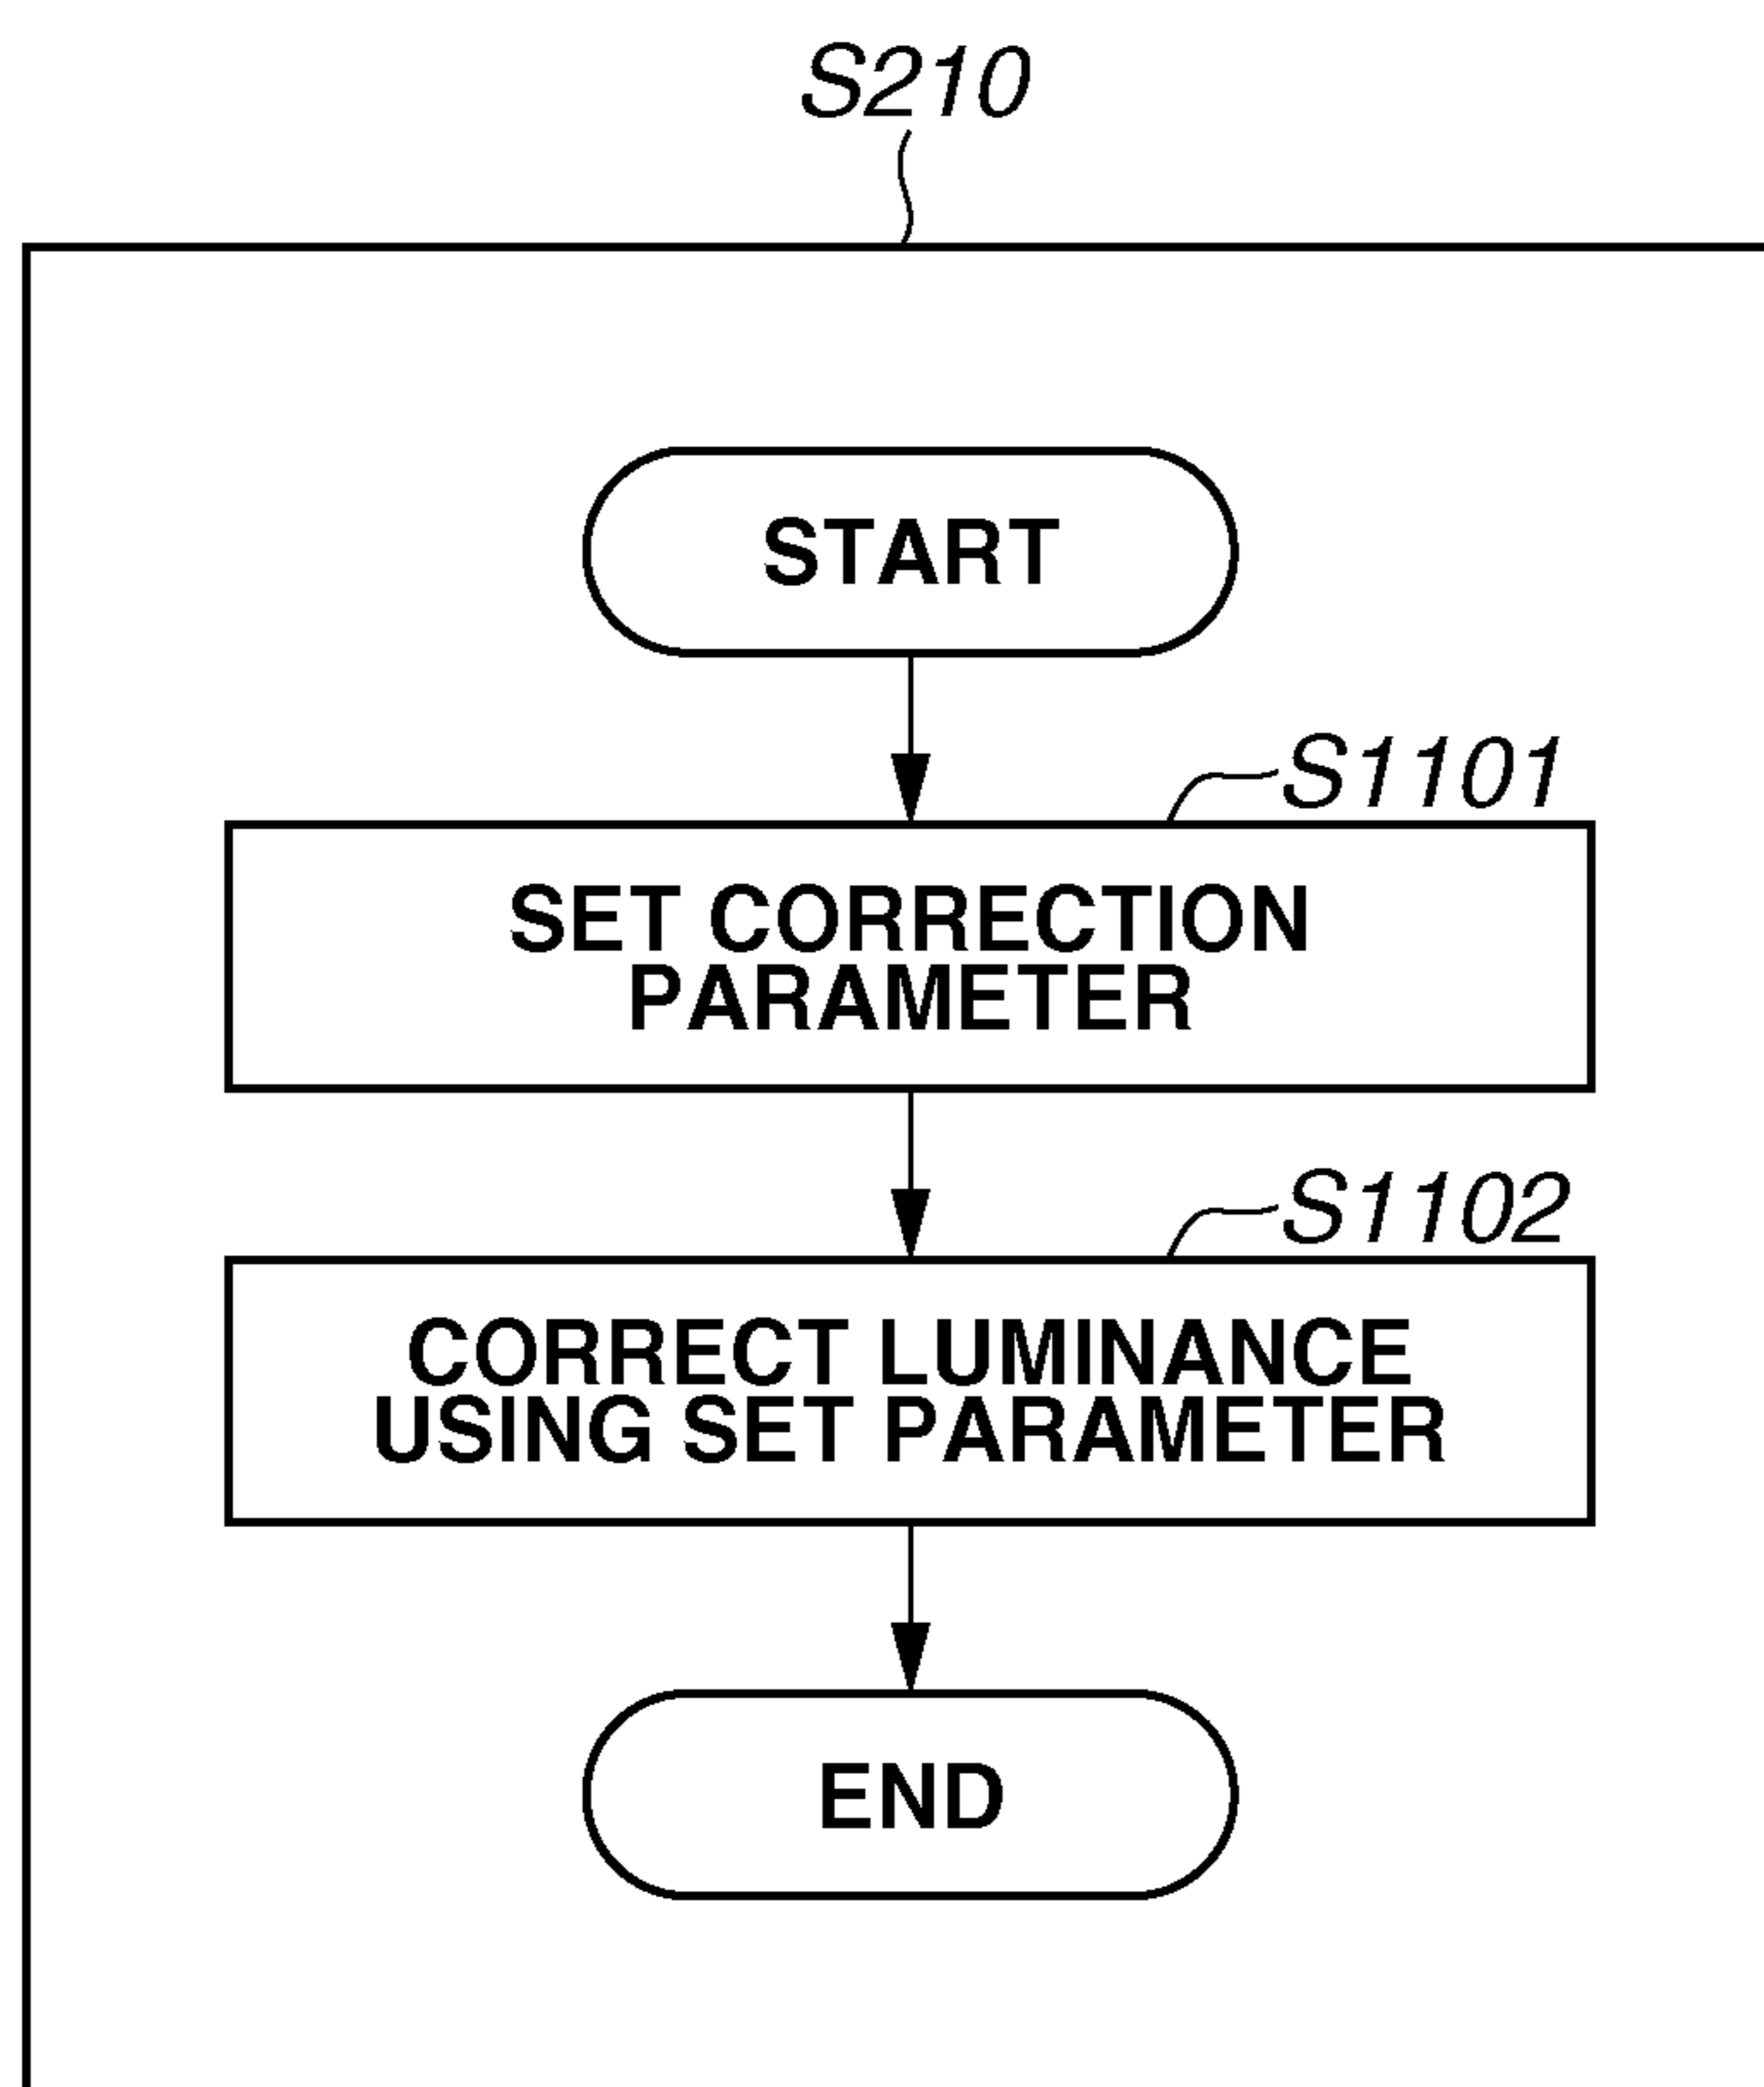 S210
START
S1101
SET CORRECTION
PARAMETER
S1102
CORRECT LUMINANCE
USING SET PARAMETER
END